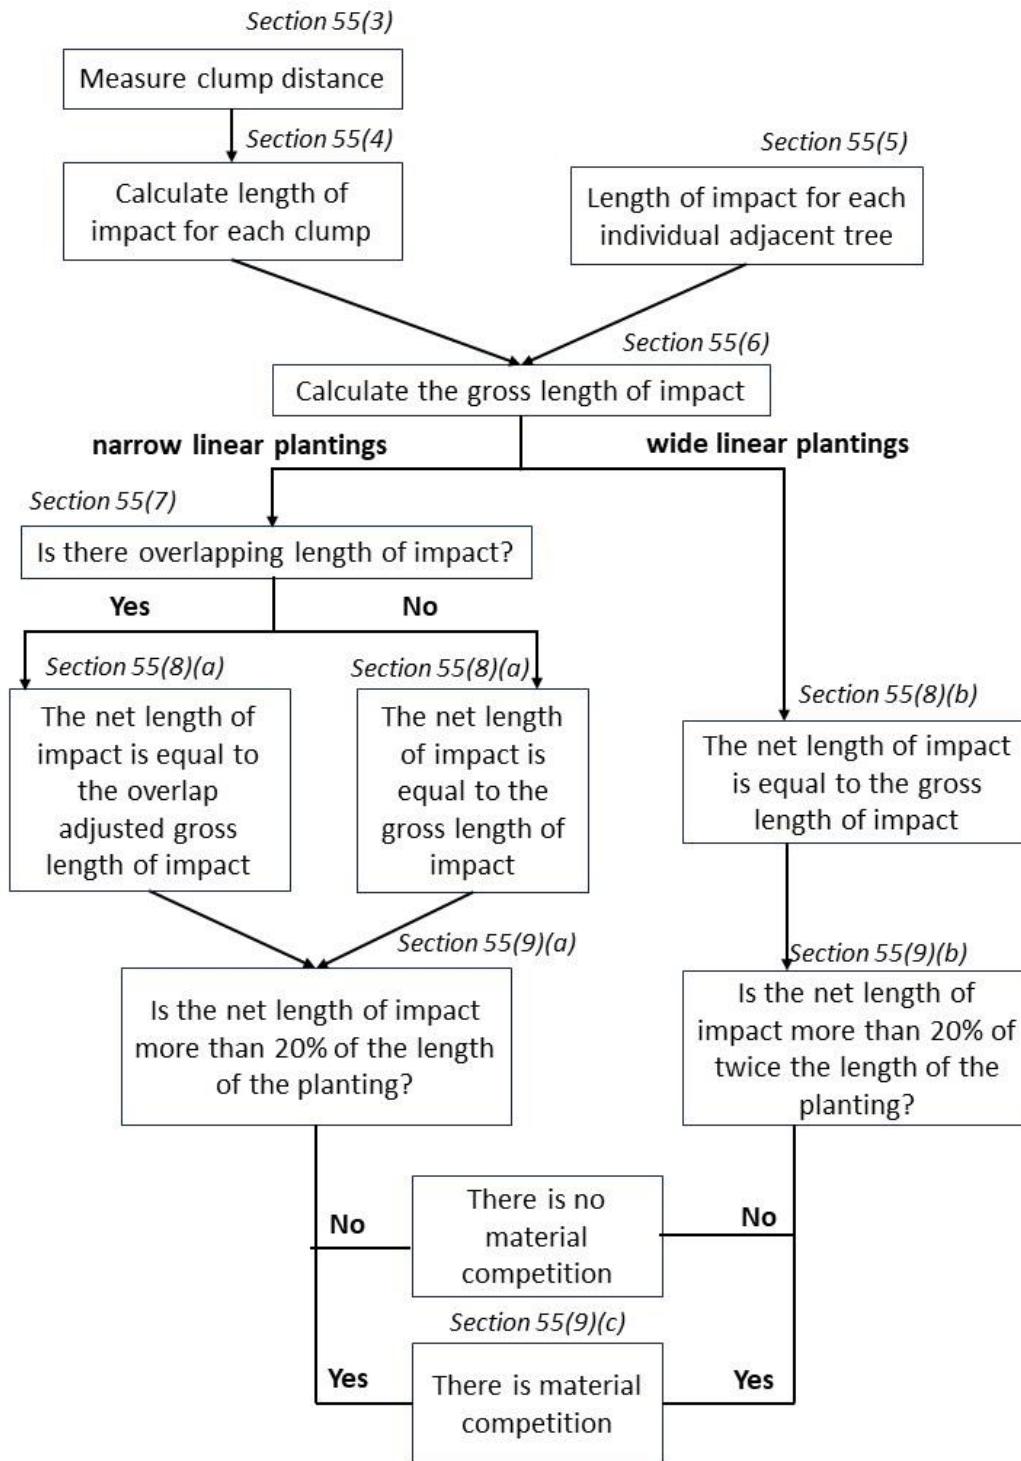 Section 55(3)
Measure clump distance
Section 55(4)
Calculate length of
impact for each clump
Section 55(5)
Length of impact for each
individual adjacent tree
Section 55(6)
Calculate the gross length of impact
narrow linear plantings
wide linear plantings
Section 55(7)
Is there overlapping length of impact?
Yes
No
Section 55(8)(a)
The net length of
impact is equal to
the overlap
adjusted gross
length of impact
Section 55(8)(a)
The net length
of impact is
equal to the
gross length of
impact
Section 55(8)(b)
The net length of impact
is equal to the gross
length of impact
Section 55(9)(a)
Is the net length of impact
more than 20% of the length
of the planting?
Section 55(9)(b)
Is the net length of
impact more than 20% of
twice the length of the
planting?
No
There is no
material
competition
No
Section 55(9)(c)
Yes
There is material
competition
Yes